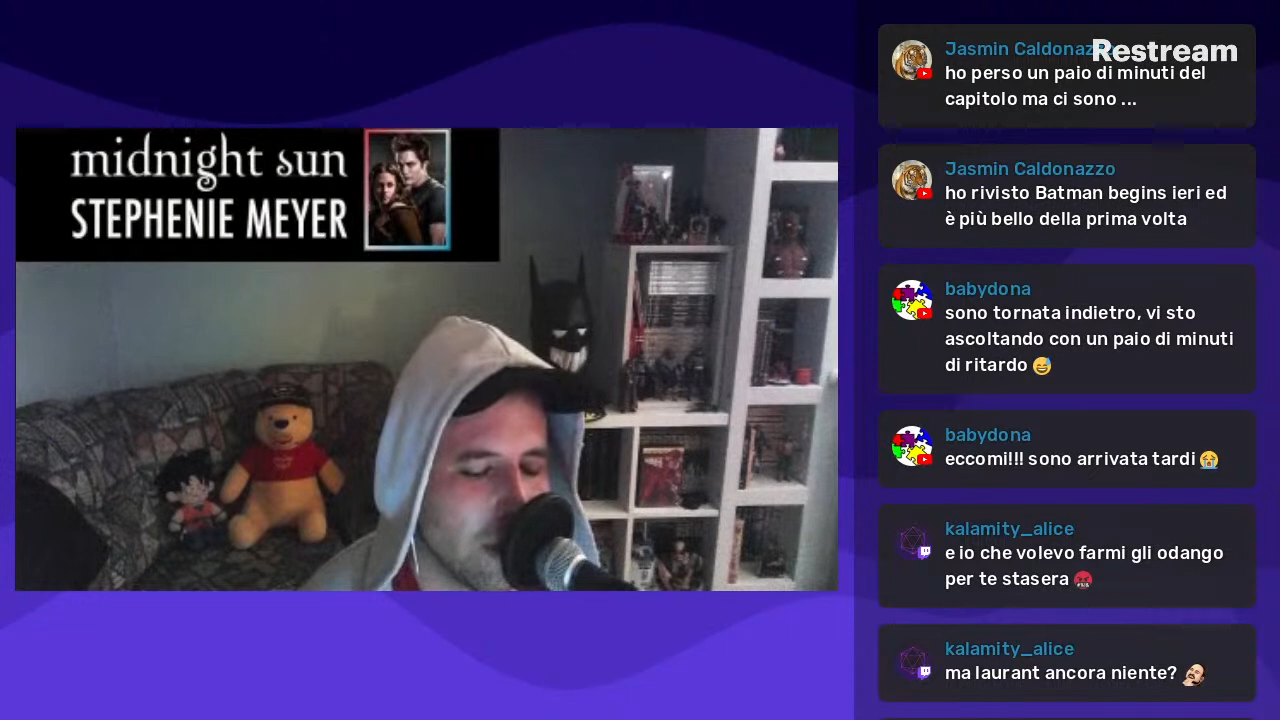 midnight sun
STEPHENIE MEYER
Restream
Jasmin Caldonazzo
ho perso un paio di minuti del
capitolo ma ci sono ...
Jasmin Caldonazzo
ho rivisto Batman begins ieri ed
è più bello della prima volta
babydona
sono tornata indietro, vi sto
ascoltando con un paio di minuti
di ritardo 😅
babydona
eccomi!!! sono arrivata tardi 😭
kalamity_alice
e io che volevo farmi gli odango
per te stasera 🤬
kalamity_alice
ma laurant ancora niente?